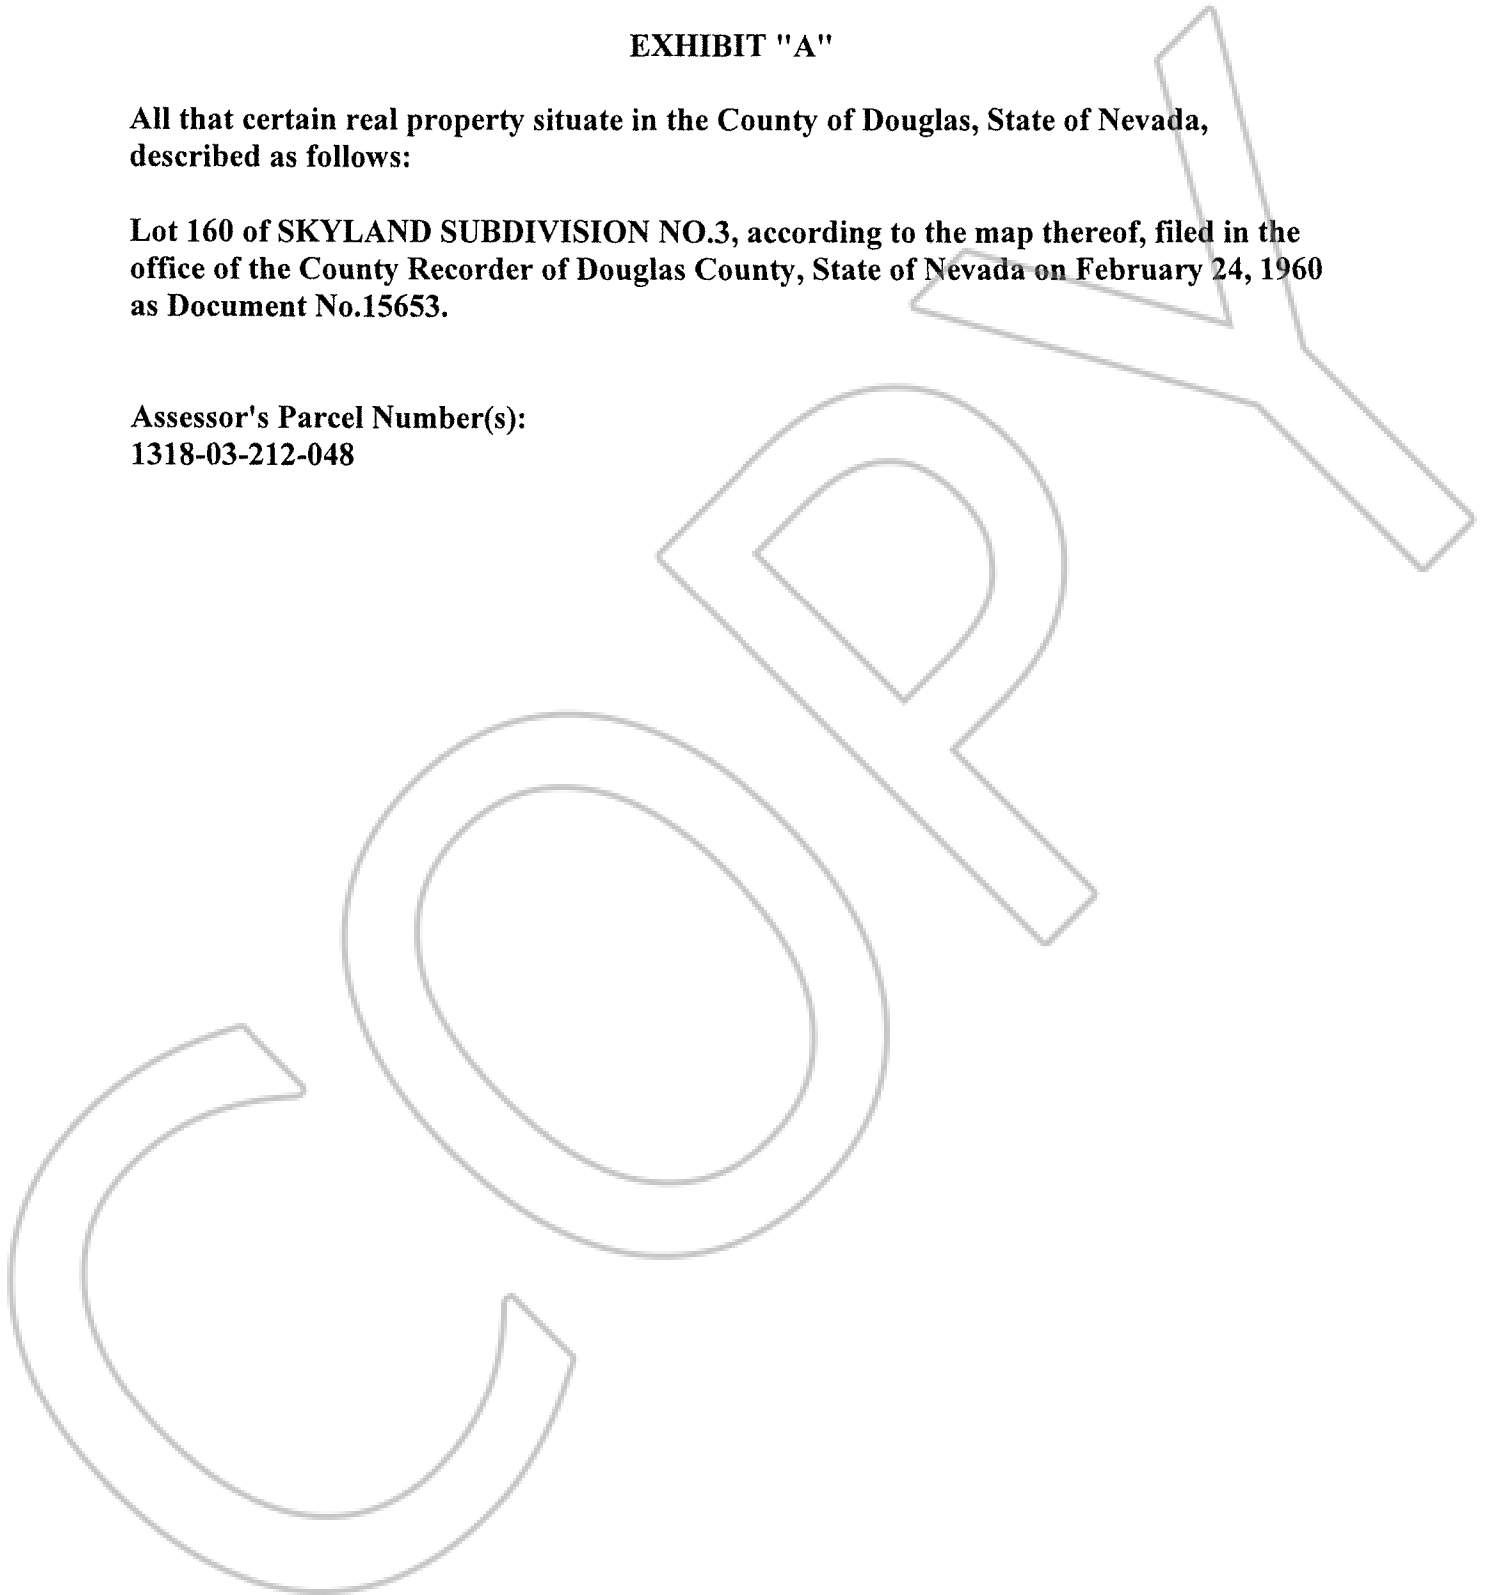 EXHIBIT "A"
All that certain real property situate in the County of Douglas, State of Nevada,
described as follows:
Lot 160 of SKYLAND SUBDIVISION NO.3, according to the map thereof, filed in the
office of the County Recorder of Douglas County, State of Nevada on February 24, 1960
as Document No.15653.
Assessor's Parcel Number(s):
1318-03-212-048
COPY